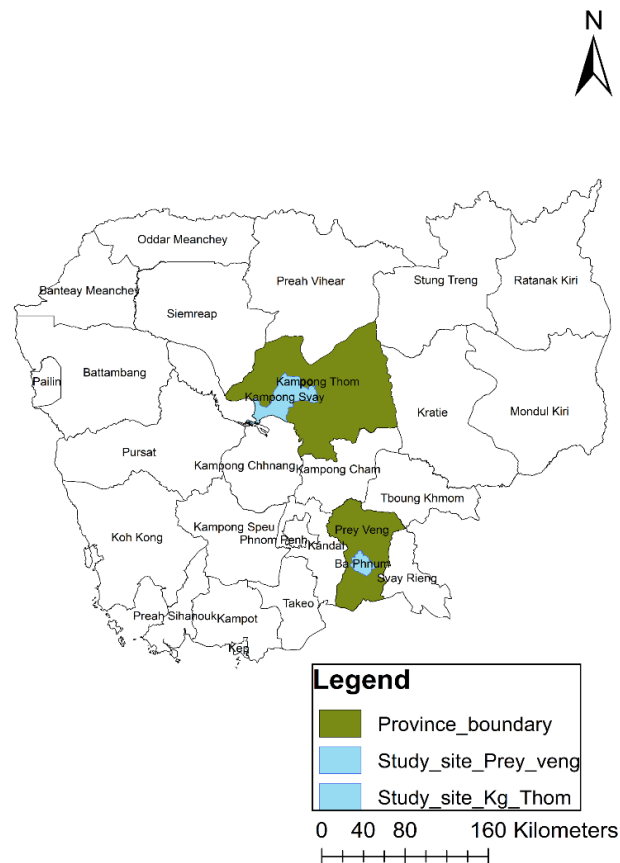 N
Oddar Meanchey
Preah Vihear
Stung Treng
Ratanak Kiri
Banteay Meanchey
Siemreap
Pailin
Battambang
Kampong Thom
Kampong Svay
Kratie
Mondul Kiri
Pursat
Kampong Chhnang
Kampong Cham
Tboung Khmom
Koh Kong
Kampong Speu
Phnom Penh
Kandal
Prey Veng
Ba Phnum
Svay Rieng
Takeo
Preah Sihanouk
Kampot
Kep
Legend
Province_boundary
Study_site_Prey_veng
Study_site_Kg_Thom
0 40 80 160 Kilometers